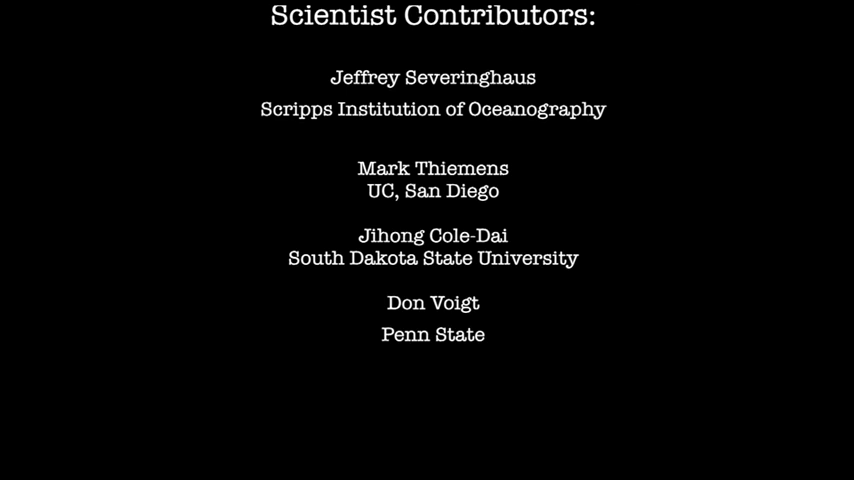 Scientist Contributors:
Jeffrey Severinghaus
Scripps Institution of Oceanography
Mark Thiemens
UC, San Diego
Jihong Cole-Dai
South Dakota State University
Don Voigt
Penn State